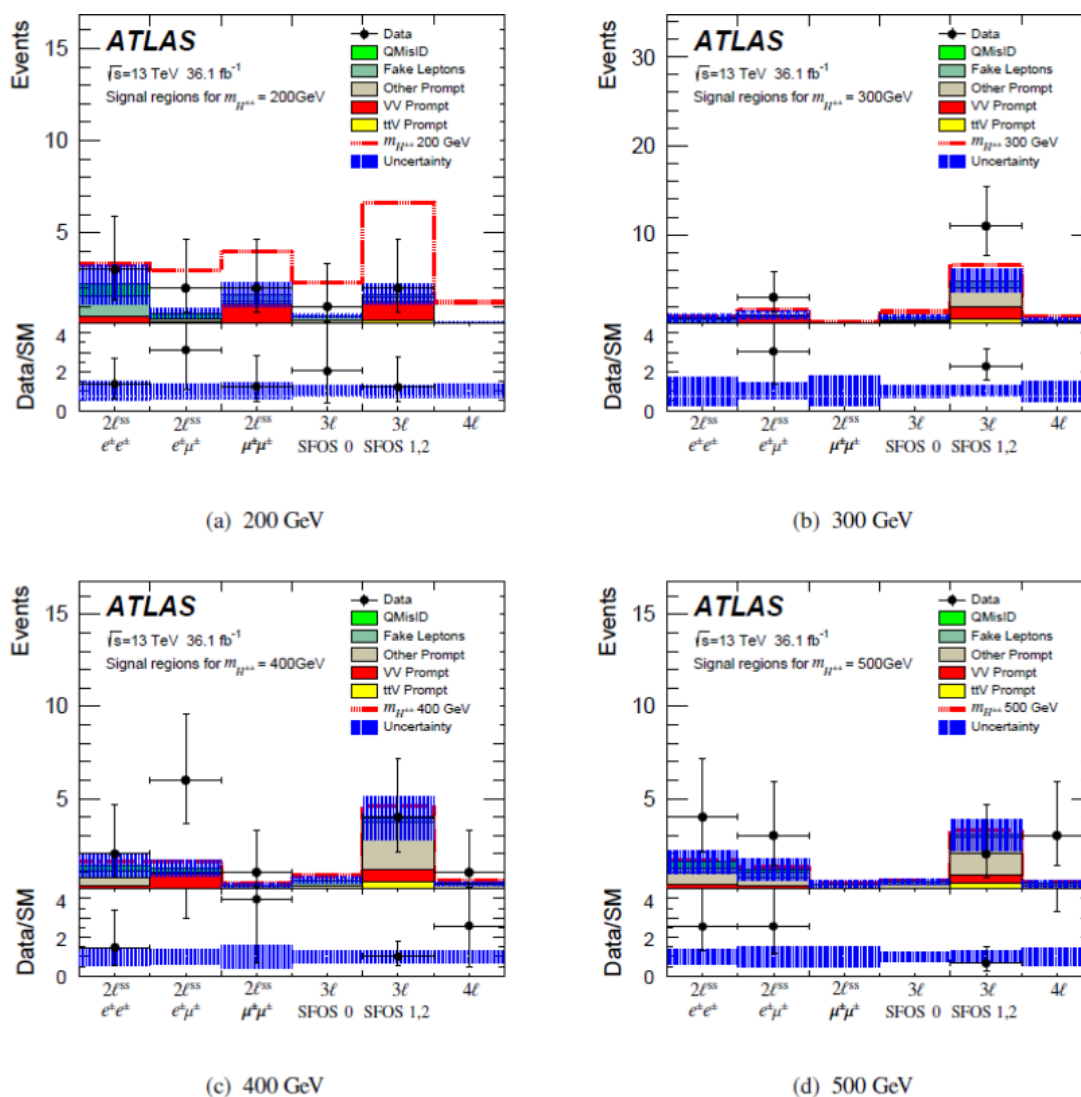 Events
15
10
5
ATLAS
√s=13 TeV 36.1 fb⁻¹
Signal regions for m_H±± = 200GeV
Data
QMisID
Fake Leptons
Other Prompt
VV Prompt
ttV Prompt
m_H±± 200 GeV
Uncertainty
Data/SM
4
2
0
2ℓˢˢ 2ℓˢˢ 2ℓˢˢ 3ℓ 3ℓ 4ℓ
e±e± e±μ± μ±μ± SFOS 0 SFOS 1,2
(a) 200 GeV
Events
30
20
10
ATLAS
√s=13 TeV 36.1 fb⁻¹
Signal regions for m_H±± = 300GeV
Data
QMisID
Fake Leptons
Other Prompt
VV Prompt
ttV Prompt
m_H±± 300 GeV
Uncertainty
Data/SM
4
2
0
2ℓˢˢ 2ℓˢˢ 2ℓˢˢ 3ℓ 3ℓ 4ℓ
e±e± e±μ± μ±μ± SFOS 0 SFOS 1,2
(b) 300 GeV
Events
15
10
5
ATLAS
√s=13 TeV 36.1 fb⁻¹
Signal regions for m_H±± = 400GeV
Data
QMisID
Fake Leptons
Other Prompt
VV Prompt
ttV Prompt
m_H±± 400 GeV
Uncertainty
Data/SM
4
2
0
2ℓˢˢ 2ℓˢˢ 2ℓˢˢ 3ℓ 3ℓ 4ℓ
e±e± e±μ± μ±μ± SFOS 0 SFOS 1,2
(c) 400 GeV
Events
15
10
5
ATLAS
√s=13 TeV 36.1 fb⁻¹
Signal regions for m_H±± = 500GeV
Data
QMisID
Fake Leptons
Other Prompt
VV Prompt
ttV Prompt
m_H±± 500 GeV
Uncertainty
Data/SM
4
2
0
2ℓˢˢ 2ℓˢˢ 2ℓˢˢ 3ℓ 3ℓ 4ℓ
e±e± e±μ± μ±μ± SFOS 0 SFOS 1,2
(d) 500 GeV